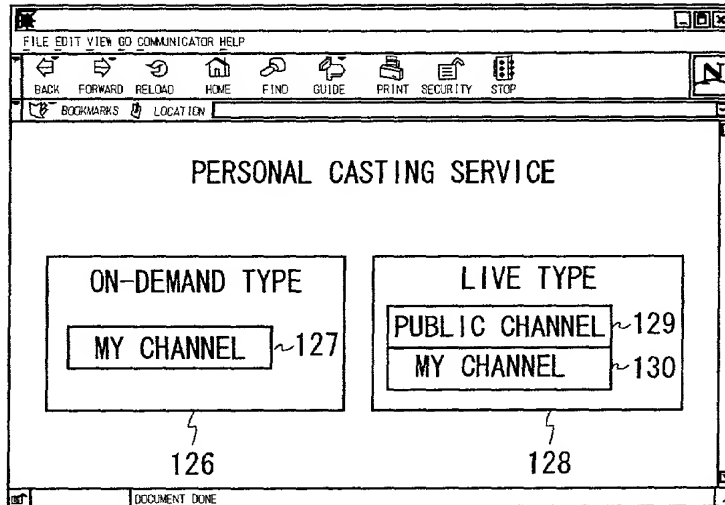 FILE EDIT VIEW GO COMMUNICATOR HELP
BACK FORWARD RELOAD HOME FIND GUIDE PRINT SECURITY STOP
N
BOOKMARKS LOCATION
PERSONAL CASTING SERVICE
ON-DEMAND TYPE
MY CHANNEL 127
126
LIVE TYPE
PUBLIC CHANNEL 129
MY CHANNEL 130
128
DOCUMENT DONE